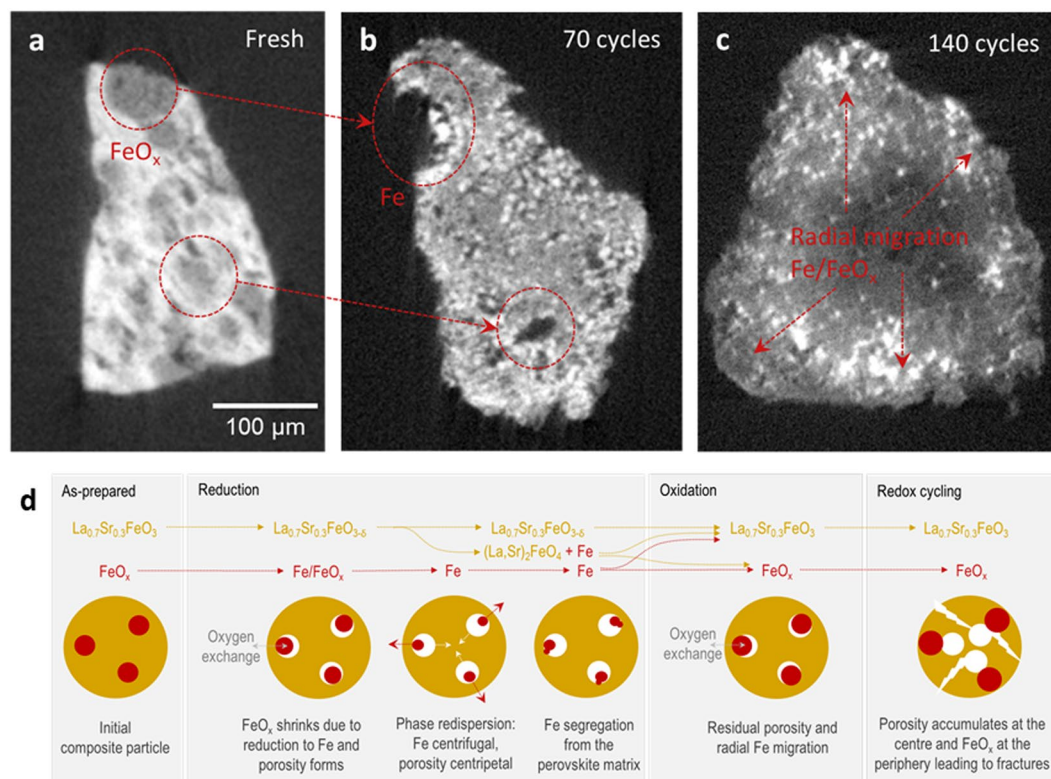 a
Fresh
FeOₓ
100 µm
b
70 cycles
Fe
c
140 cycles
Radial migration
Fe/FeOₓ
d
As-prepared
Reduction
Oxidation
Redox cycling
La₀.₇Sr₀.₃FeO₃
La₀.₇Sr₀.₃FeO₃₋δ
La₀.₇Sr₀.₃FeO₃₋δ
La₀.₇Sr₀.₃FeO₃
La₀.₇Sr₀.₃FeO₃
(La,Sr)₂FeO₄ + Fe
FeOₓ
Fe/FeOₓ
Fe
Fe
FeOₓ
FeOₓ
Oxygen
exchange
Oxygen
exchange
Initial
composite particle
FeOₓ shrinks due to
reduction to Fe and
porosity forms
Phase redispersion:
Fe centrifugal,
porosity centripetal
Fe segregation
from the
perovskite matrix
Residual porosity and
radial Fe migration
Porosity accumulates at the
centre and FeOₓ at the
periphery leading to fractures